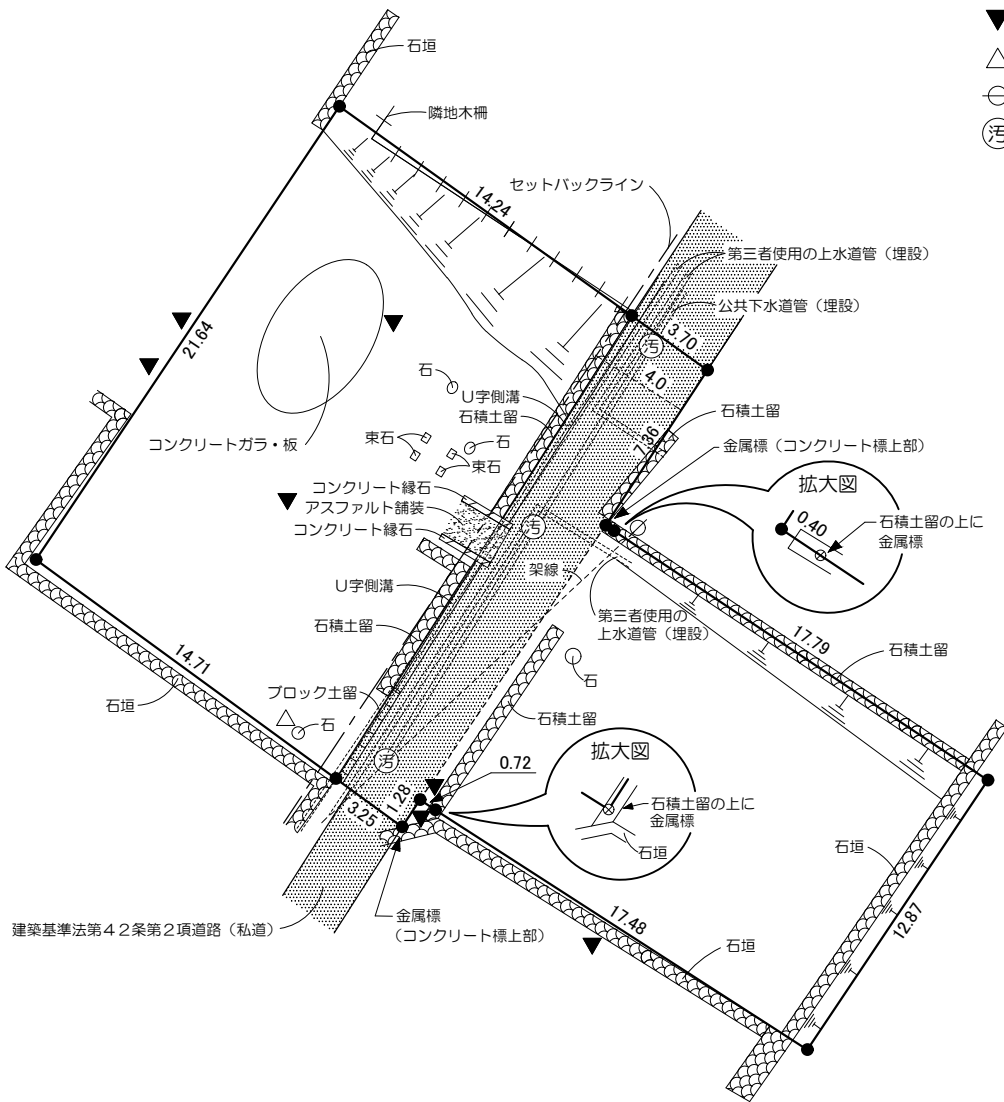 石垣
隣地木柵
汚
14.24
セットバックライン
第三者使用の上水道管（埋設）
公共下水道管（埋設）
3.70
汚
4.0
21.64
石
U字側溝
石積土留
石積土留
7.36
金属標（コンクリート標上部）
コンクリートガラ・板
束石
石
束石
拡大図
0.40
石積土留の上に
金属標
コンクリート縁石
アスファルト舗装
コンクリート縁石
汚
架線
U字側溝
第三者使用の
上水道管（埋設）
石積土留
17.79
石積土留
14.71
石
石垣
ブロック土留
石
石積土留
汚
拡大図
0.72
1.28
3.25
石積土留の上に
金属標
石垣
石垣
12.87
建築基準法第４２条第２項道路（私道）
金属標
（コンクリート標上部）
17.48
石垣